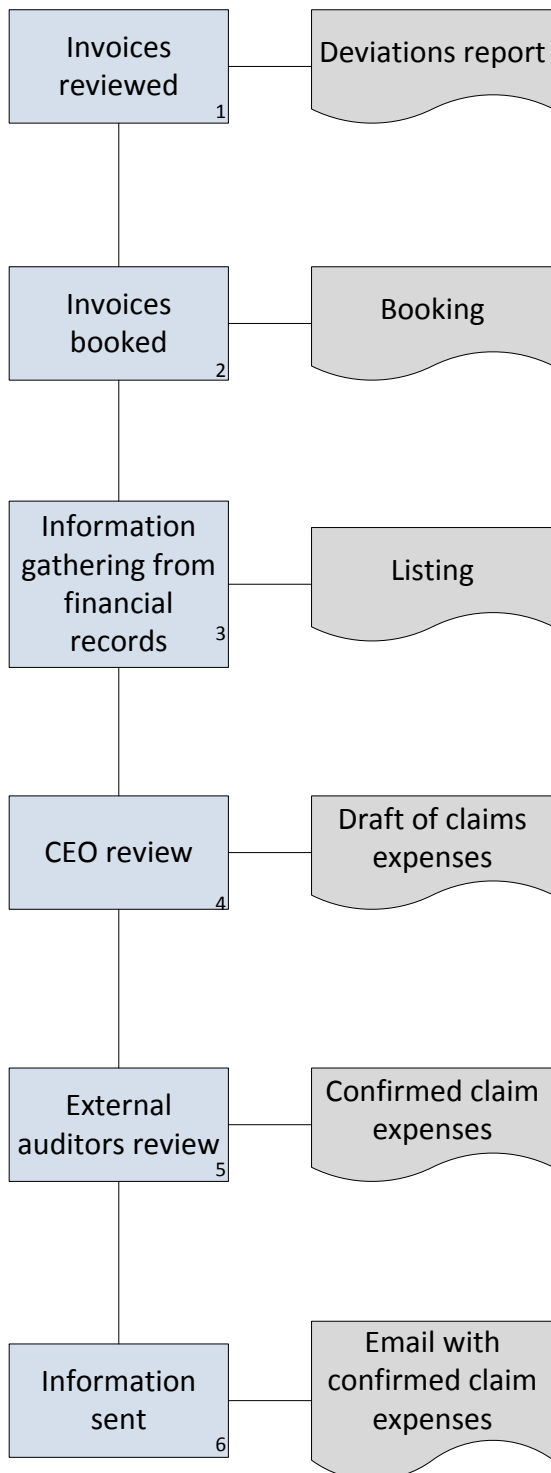 Invoices
reviewed
1
Deviations report
Invoices
booked
2
Booking
Information
gathering from
financial
records
3
Listing
CEO review
4
Draft of claims
expenses
External
auditors review
5
Confirmed claim
expenses
Information
sent
6
Email with
confirmed claim
expenses